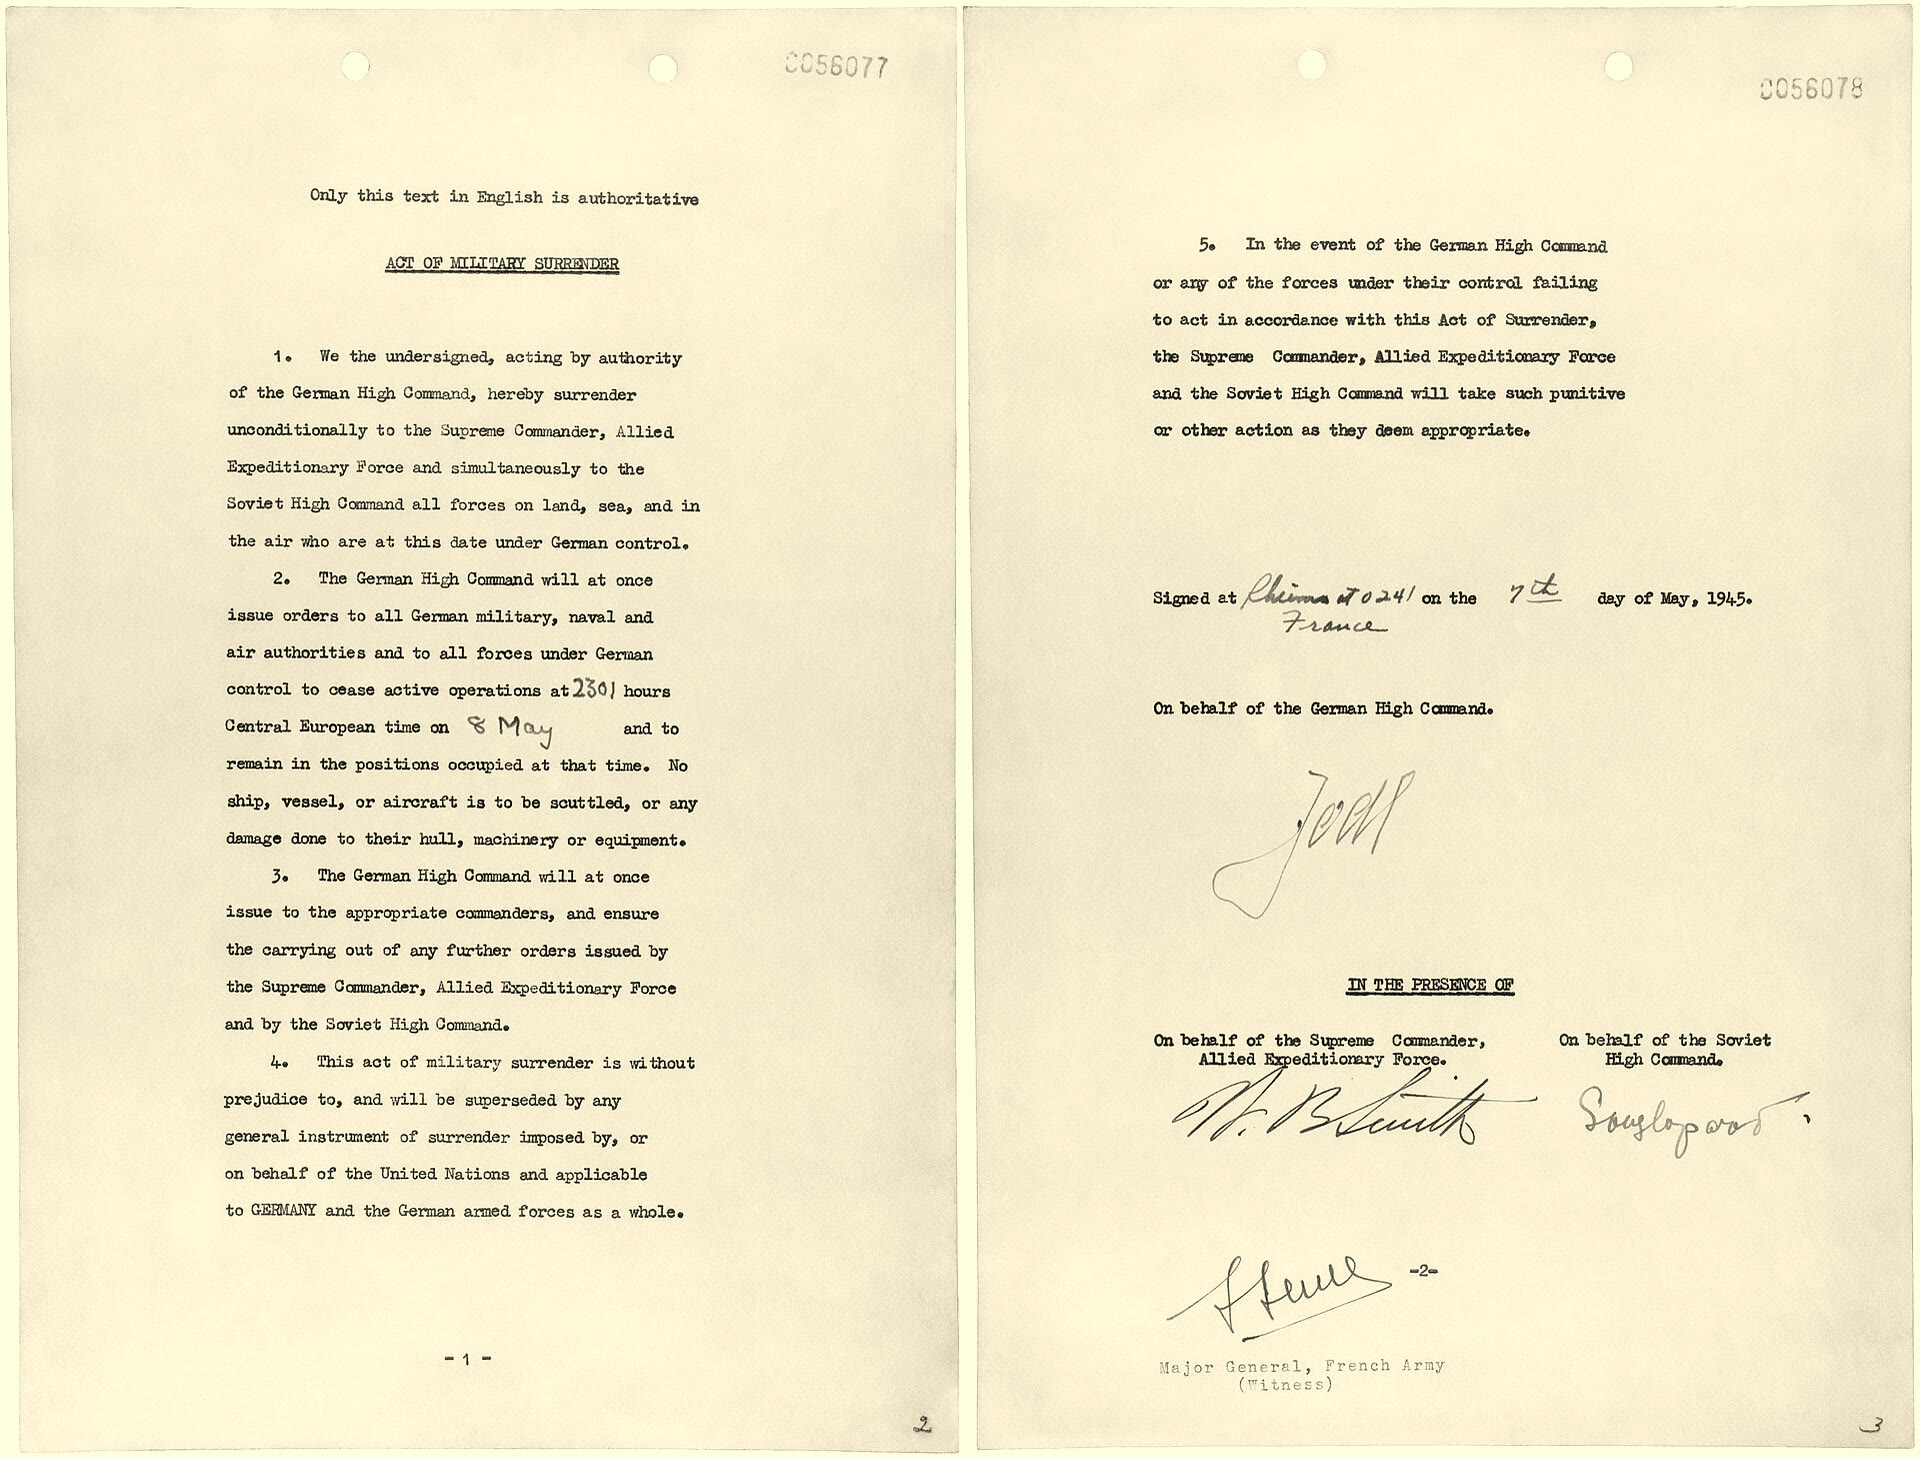 0056077
Only this text in English is authoritative
ACT OF MILITARY SURRENDER
1. We the undersigned, acting by authority
of the German High Command, hereby surrender
unconditionally to the Supreme Commander, Allied
Expeditionary Force and simultaneously to the
Soviet High Command all forces on land, sea, and in
the air who are at this date under German control.
2. The German High Command will at once
issue orders to all German military, naval and
air authorities and to all forces under German
control to cease active operations at 2301 hours
Central European time on 8 May and to
remain in the positions occupied at that time. No
ship, vessel, or aircraft is to be scuttled, or any
damage done to their hull, machinery or equipment.
3. The German High Command will at once
issue to the appropriate commanders, and ensure
the carrying out of any further orders issued by
the Supreme Commander, Allied Expeditionary Force
and by the Soviet High Command.
4. This act of military surrender is without
prejudice to, and will be superseded by any
general instrument of surrender imposed by, or
on behalf of the United Nations and applicable
to GERMANY and the German armed forces as a whole.
- 1 -
2
0056078
5. In the event of the German High Command
or any of the forces under their control failing
to act in accordance with this Act of Surrender,
the Supreme Commander, Allied Expeditionary Force
and the Soviet High Command will take such punitive
or other action as they deem appropriate.
Signed at Rheims at 0241 on the 7th day of May, 1945.
France
On behalf of the German High Command.
Jodl
IN THE PRESENCE OF
On behalf of the Supreme Commander,
Allied Expeditionary Force.
W. B. Smith
On behalf of the Soviet
High Command.
-2-
Major General, French Army
(Witness)
3